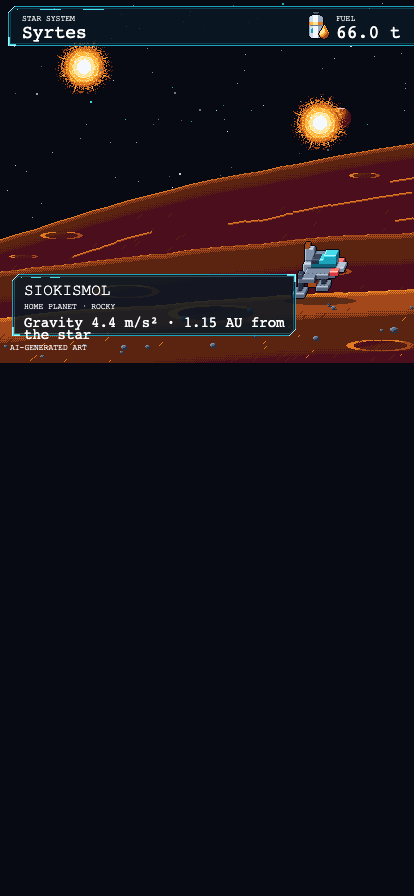 STAR SYSTEM
Syrtes
FUEL
66.0 t
SIOKISMOL
HOME PLANET · ROCKY
Gravity 4.4 m/s² · 1.15 AU from
the star
AI-GENERATED ART